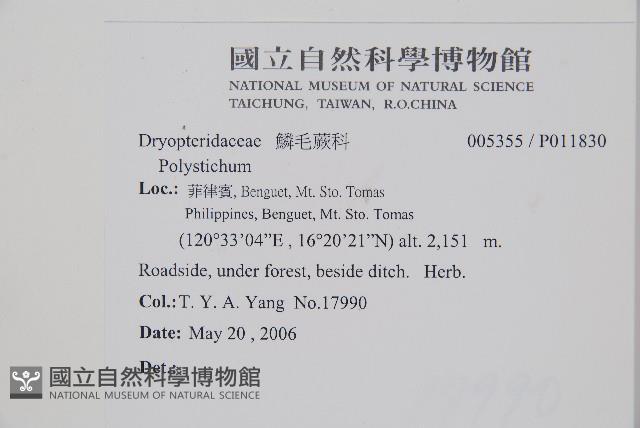 國立自然科學博物館
NATIONAL MUSEUM OF NATURAL SCIENCE
TAICHUNG, TAIWAN, R.O.CHINA
Dryopteridaceae 鱗毛蕨科 005355 / P011830
Polystichum
Loc.: 菲律賓, Benguet, Mt. Sto. Tomas
Philippines, Benguet, Mt. Sto. Tomas
(120°33’04”E , 16°20’21”N) alt. 2,151 m.
Roadside, under forest, beside ditch. Herb.
Col.: T. Y. A. Yang No.17990
Date: May 20 , 2006
Det.:
國立自然科學博物館
NATIONAL MUSEUM OF NATURAL SCIENCE